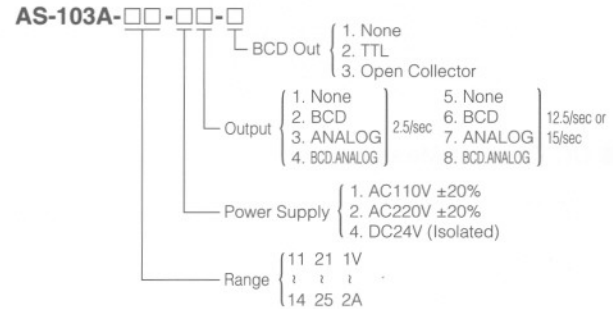 AS-103A-□□-□□-□
BCD Out
1. None
2. TTL
3. Open Collector
Output
1. None
2. BCD
3. ANALOG
4. BCD.ANALOG
2.5/sec
5. None
6. BCD
7. ANALOG
8. BCD.ANALOG
12.5/sec or
15/sec
Power Supply
1. AC110V ±20%
2. AC220V ±20%
4. DC24V (Isolated)
Range
11 21 1V
≀ ≀ ≀
14 25 2A